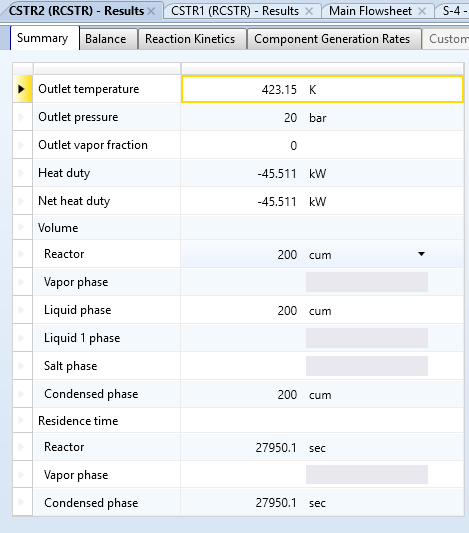 CSTR2 (RCSTR) - Results × CSTR1 (RCSTR) - Results × Main Flowsheet × S-4 -
Summary Balance Reaction Kinetics Component Generation Rates Custom
Outlet temperature 423.15 K
Outlet pressure 20 bar
Outlet vapor fraction 0
Heat duty -45.511 kW
Net heat duty -45.511 kW
Volume
Reactor 200 cum
Vapor phase
Liquid phase 200 cum
Liquid 1 phase
Salt phase
Condensed phase 200 cum
Residence time
Reactor 27950.1 sec
Vapor phase
Condensed phase 27950.1 sec